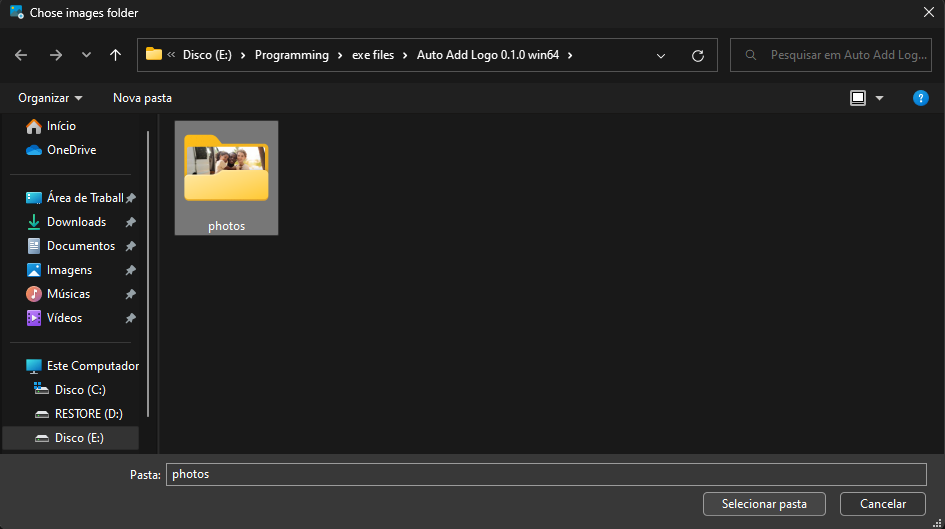 Chose images folder
« Disco (E:) › Programming › exe files › Auto Add Logo 0.1.0 win64 ›
Pesquisar em Auto Add Log...
Organizar
Nova pasta
?
Início
OneDrive
Área de Traball
Downloads
Documentos
Imagens
Músicas
Vídeos
Este Computador
Disco (C:)
RESTORE (D:)
Disco (E:)
photos
Pasta: photos
Selecionar pasta
Cancelar